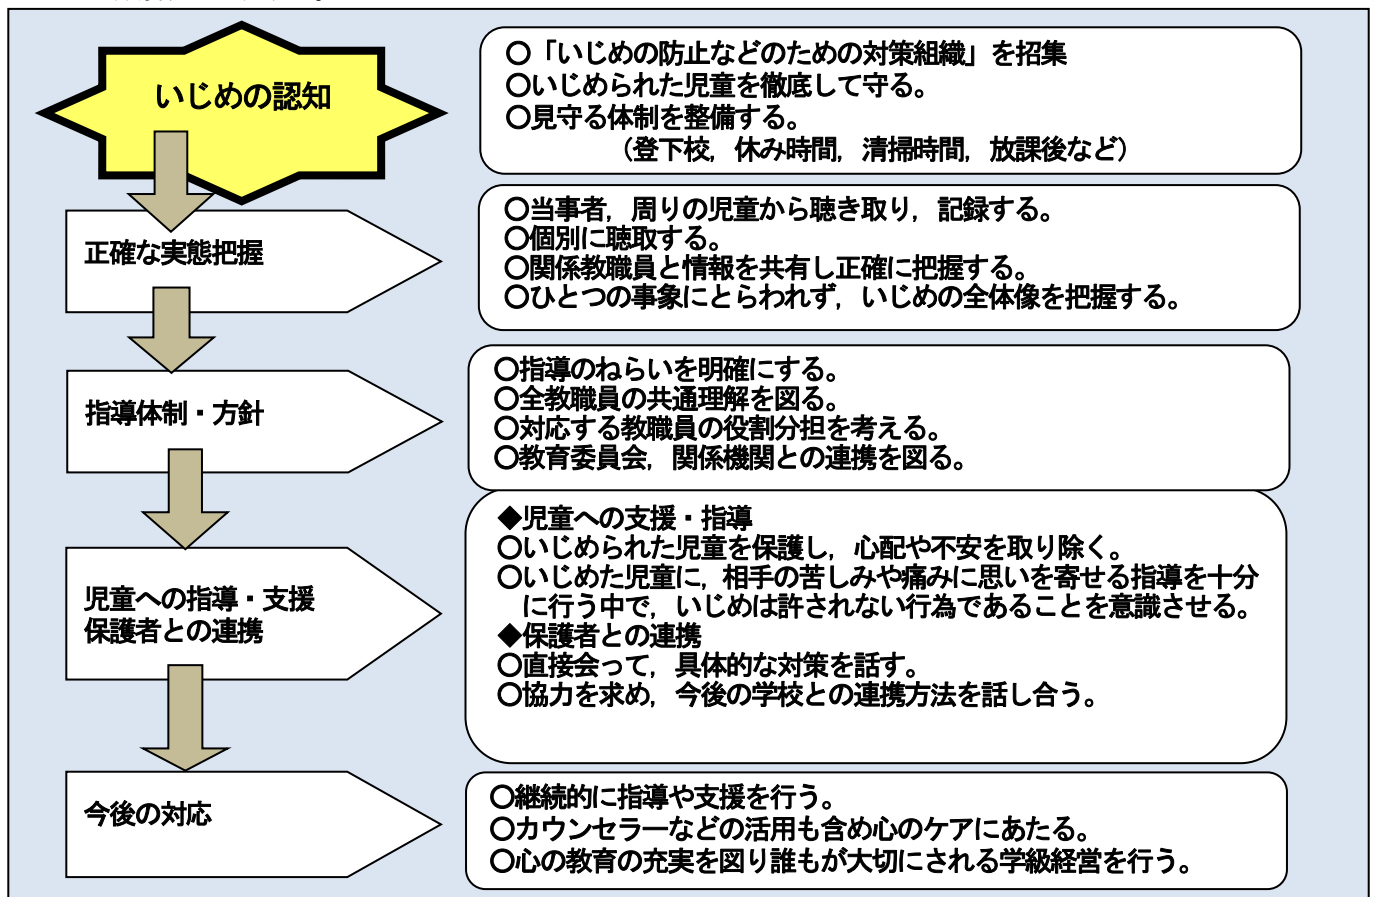 いじめの認知
○「いじめの防止などのための対策組織」を招集
○いじめられた児童を徹底して守る。
○見守る体制を整備する。
（登下校，休み時間，清掃時間，放課後など）
正確な実態把握
○当事者，周りの児童から聴き取り，記録する。
○個別に聴取する。
○関係教職員と情報を共有し正確に把握する。
○ひとつの事象にとらわれず，いじめの全体像を把握する。
指導体制・方針
○指導のねらいを明確にする。
○全教職員の共通理解を図る。
○対応する教職員の役割分担を考える。
○教育委員会，関係機関との連携を図る。
児童への指導・支援
保護者との連携
◆児童への支援・指導
○いじめられた児童を保護し，心配や不安を取り除く。
○いじめた児童に，相手の苦しみや痛みに思いを寄せる指導を十分
に行う中で，いじめは許されない行為であることを意識させる。
◆保護者との連携
○直接会って，具体的な対策を話す。
○協力を求め，今後の学校との連携方法を話し合う。
今後の対応
○継続的に指導や支援を行う。
○カウンセラーなどの活用も含め心のケアにあたる。
○心の教育の充実を図り誰もが大切にされる学級経営を行う。